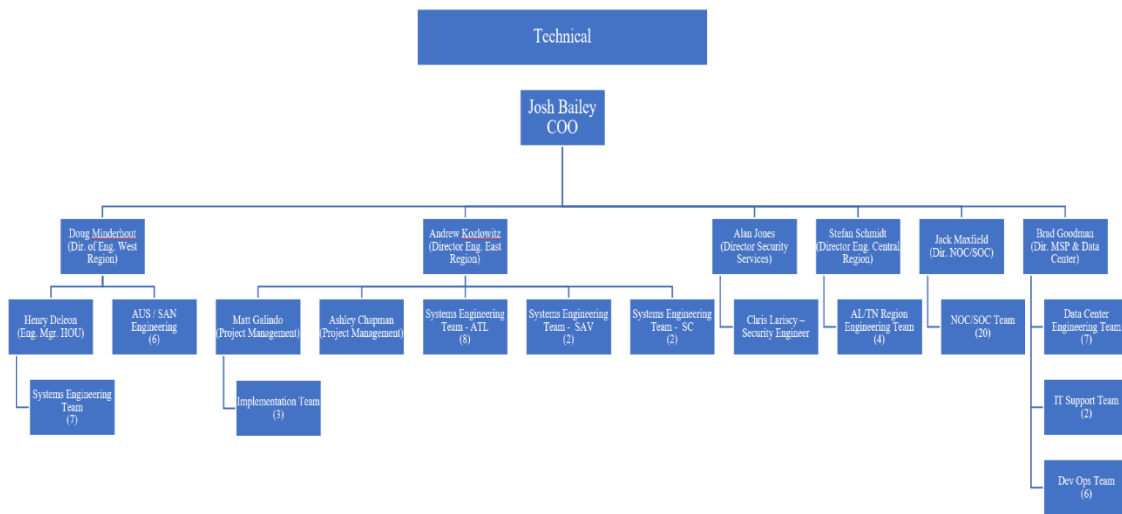 Technical
Josh Bailey
COO
Doug Minderhout
(Dir. of Eng. West
Region)
Andrew Kozlowitz
(Director Eng. East
Region)
Alan Jones
(Director Security
Services)
Stefan Schmidt
(Director Eng. Central
Region)
Jack Maxfield
(Dir. NOC/SOC)
Brad Goodman
(Dir. MSP & Data
Center)
Henry Deleon
(Eng. Mgr. HOU)
AUS / SAN
Engineering
(6)
Matt Galindo
(Project Management)
Ashley Chapman
(Project Management)
Systems Engineering
Team - ATL
(8)
Systems Engineering
Team - SAV
(2)
Systems Engineering
Team - SC
(2)
Chris Lariscy –
Security Engineer
AL/TN Region
Engineering Team
(4)
NOC/SOC Team
(20)
Data Center
Engineering Team
(7)
Systems Engineering
Team
(7)
Implementation Team
(3)
IT Support Team
(2)
Dev Ops Team
(6)